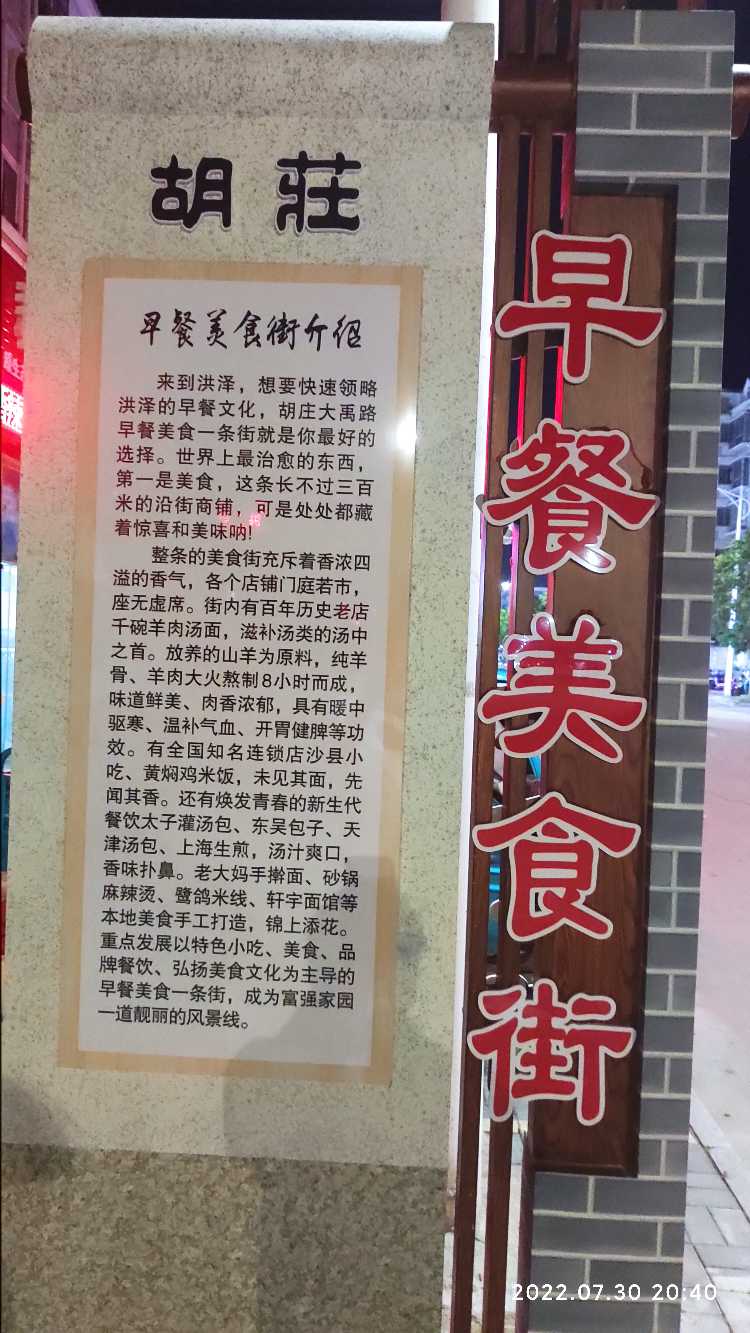 胡莊
早餐美食街介绍
来到洪泽，想要快速领略
洪泽的早餐文化，胡庄大禹路
早餐美食一条街就是你最好的
选择。世界上最治愈的东西，
第一是美食，这条长不过三百
米的沿街商铺，可是处处都藏
着惊喜和美味呐!
整条的美食街充斥着香浓四
溢的香气，各个店铺门庭若市，
座无虚席。街内有百年历史老店
千碗羊肉汤面，滋补汤类的汤中
之首。放养的山羊为原料，纯羊
骨、羊肉大火熬制8小时而成，
味道鲜美、肉香浓郁，具有暖中
驱寒、温补气血、开胃健脾等功
效。有全国知名连锁店沙县小
吃、黄焖鸡米饭，未见其面，先
闻其香。还有焕发青春的新生代
餐饮太子灌汤包、东吴包子、天
津汤包、上海生煎，汤汁爽口，
香味扑鼻。老大妈手擀面、砂锅
麻辣烫、鹭鸽米线、轩宇面馆等
本地美食手工打造，锦上添花。
重点发展以特色小吃、美食、品
牌餐饮、弘扬美食文化为主导的
早餐美食一条街，成为富强家园
一道靓丽的风景线。
早餐美食街
2022.07.30 20:40